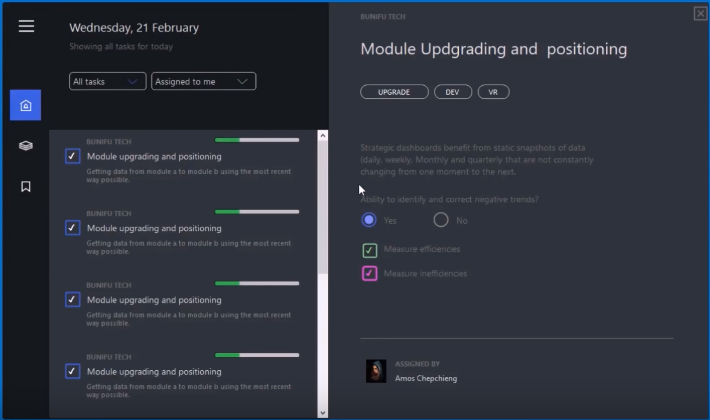 Wednesday, 21 February
Showing all tasks for today
All tasks
Assigned to me
BUNIFU TECH
Module upgrading and positioning
Getting data from module a to module b using the most recent
way possible.
BUNIFU TECH
Module upgrading and positioning
Getting data from module a to module b using the most recent
way possible.
BUNIFU TECH
Module upgrading and positioning
Getting data from module a to module b using the most recent
way possible.
BUNIFU TECH
Module upgrading and positioning
Getting data from module a to module b using the most recent
way possible.
BUNIFU TECH
Module Updgrading and positioning
UPGRADE
DEV
VR
Strategic dashboards benefit from static snapshots of data
(daily, weekly. Monthly and quarterly that are not constantly
changing from one moment to the next.
Ability to identify and correct negative trends?
Yes
No
Measure efficiencies
Measure inefficiencies
ASSIGNED BY
Amos Chepchieng